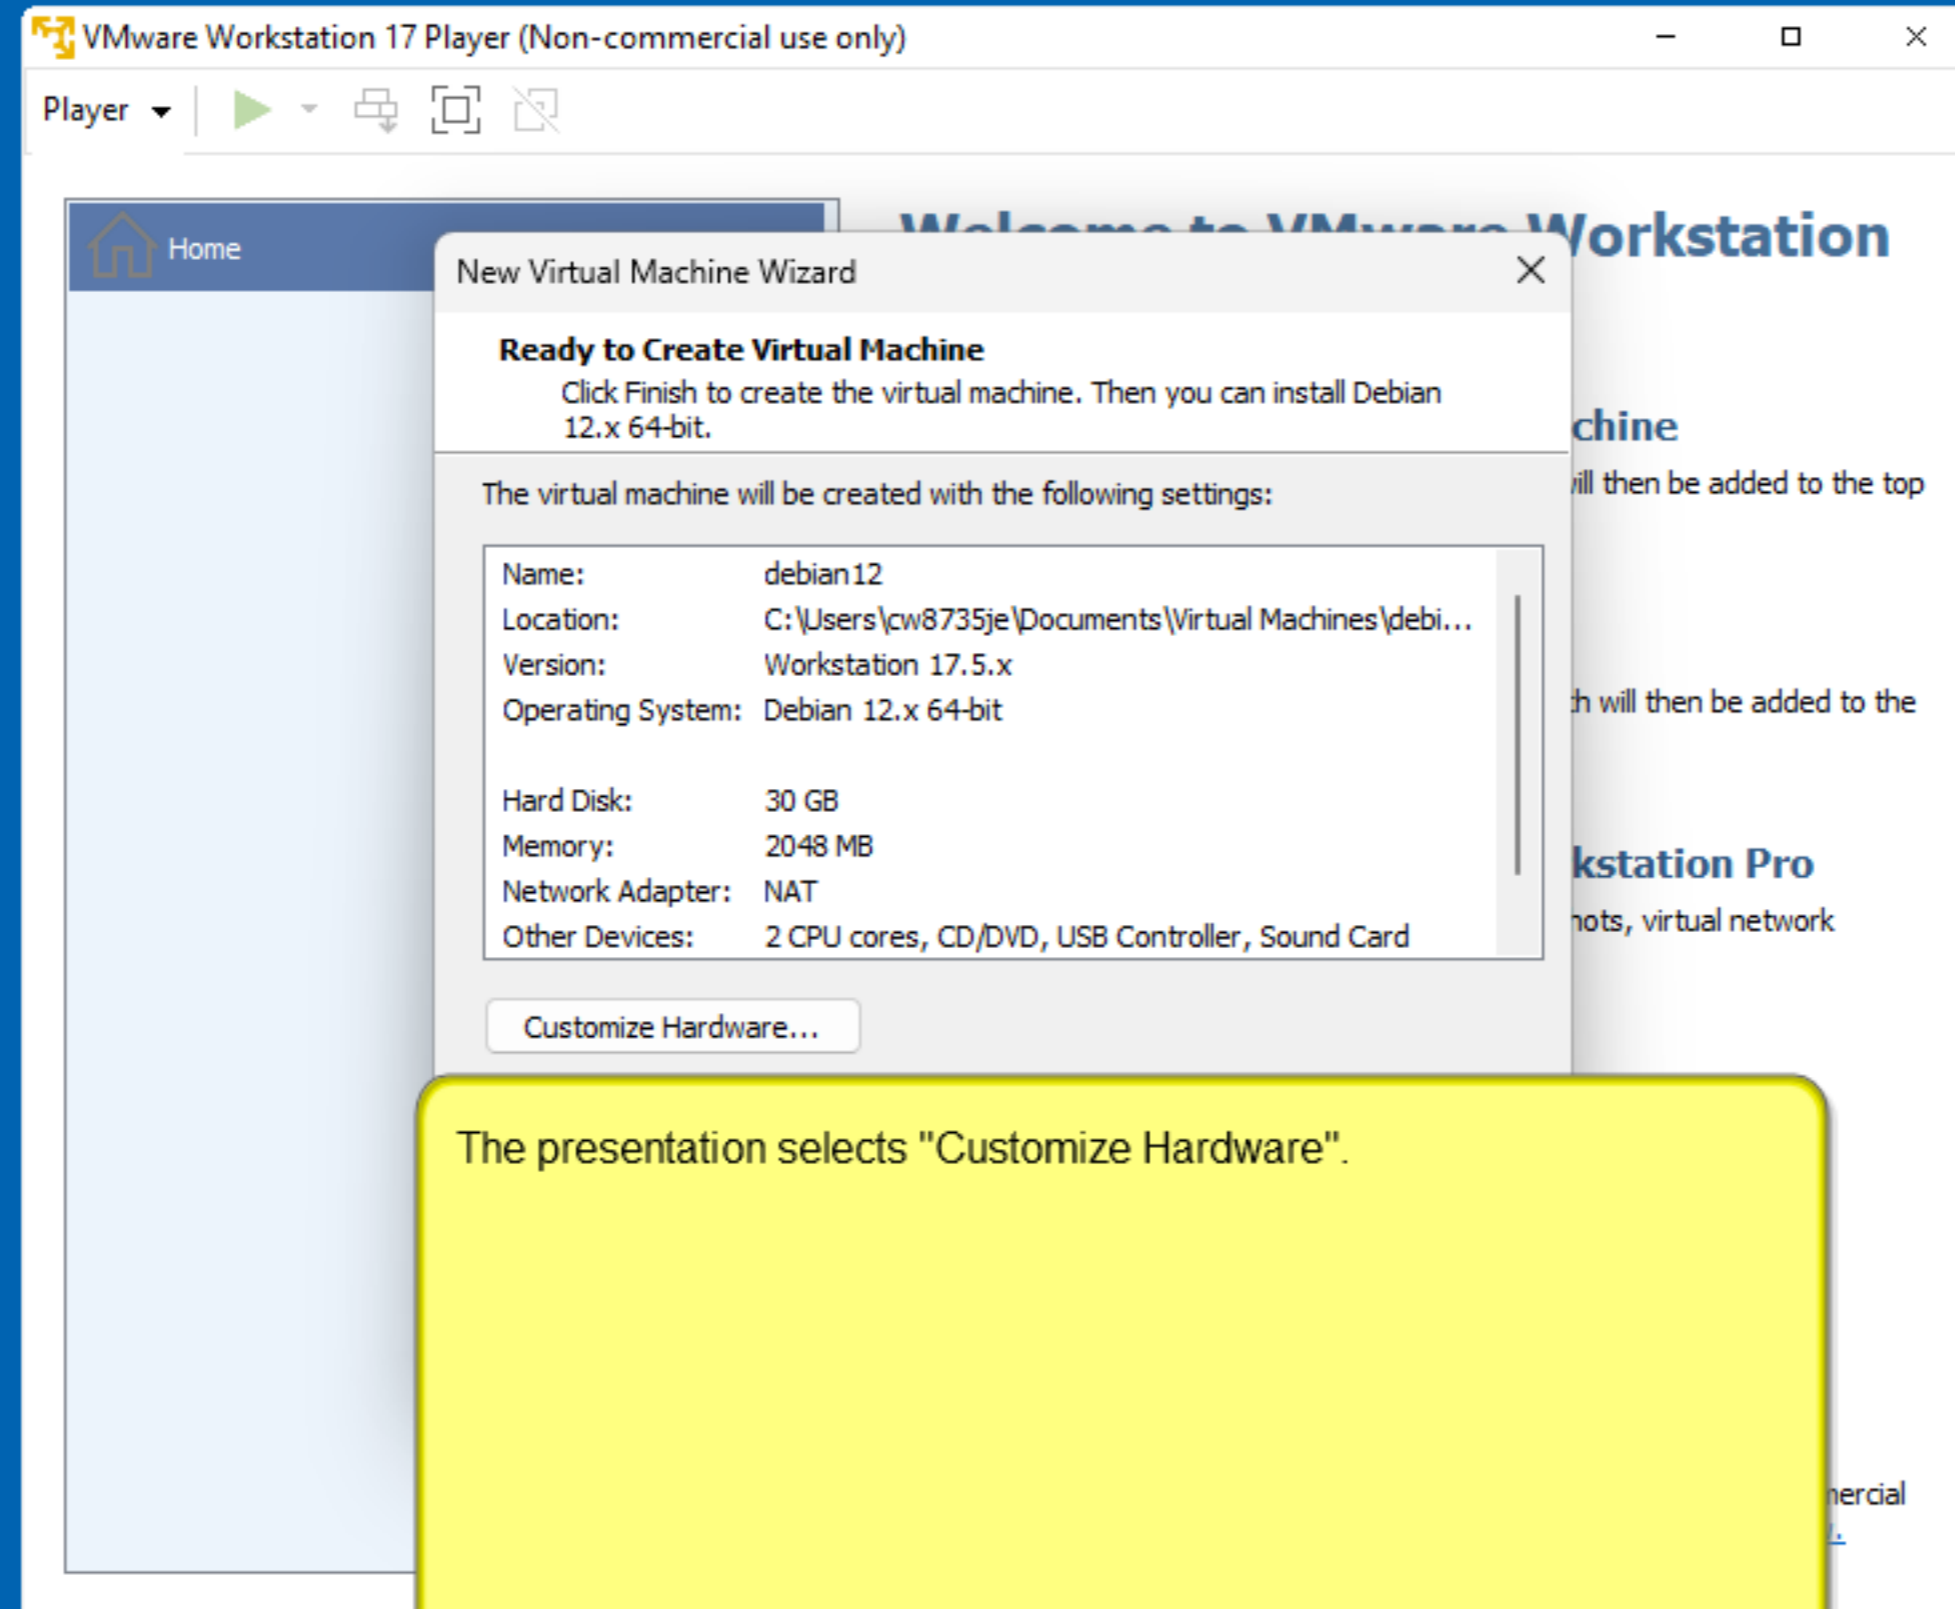 VMware Workstation 17 Player (Non-commercial use only)
Player
Home
Welcome to VMware Workstation
New Virtual Machine Wizard
Ready to Create Virtual Machine
Click Finish to create the virtual machine. Then you can install Debian
12.x 64-bit.
chine
The virtual machine will be created with the following settings:
ill then be added to the top
Name: debian12
Location: C:\Users\cw8735je\Documents\Virtual Machines\debi...
Version: Workstation 17.5.x
Operating System: Debian 12.x 64-bit
h will then be added to the
Hard Disk: 30 GB
Memory: 2048 MB
kstation Pro
Network Adapter: NAT
nots, virtual network
Other Devices: 2 CPU cores, CD/DVD, USB Controller, Sound Card
Customize Hardware...
The presentation selects "Customize Hardware".
mercial